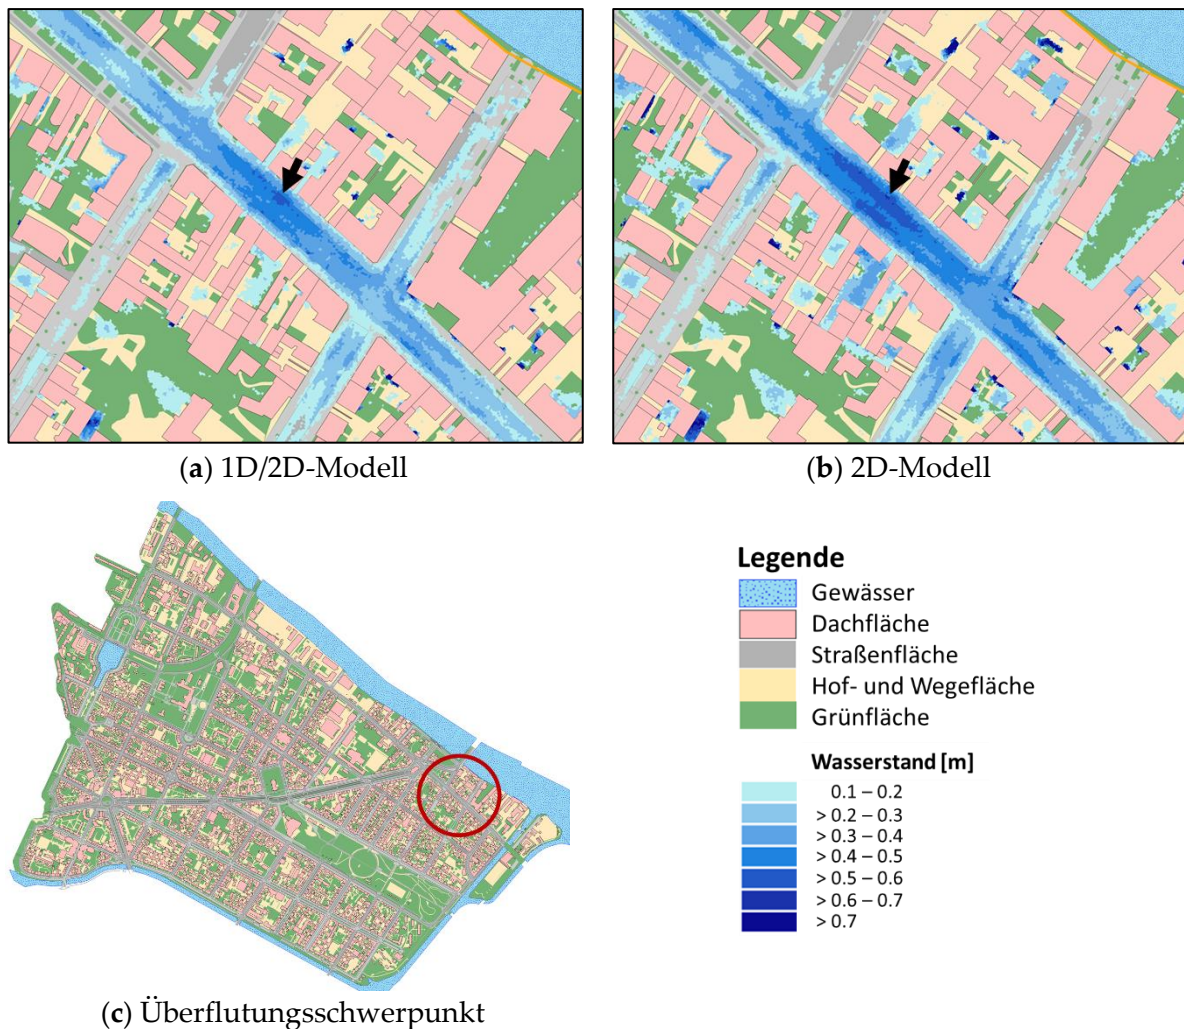 (a) 1D/2D-Modell
(b) 2D-Modell
Legende
Gewässer
Dachfläche
Straßenfläche
Hof- und Wegefläche
Grünfläche
Wasserstand [m]
0.1 – 0.2
> 0.2 – 0.3
> 0.3 – 0.4
> 0.4 – 0.5
> 0.5 – 0.6
> 0.6 – 0.7
> 0.7
(c) Überflutungsschwerpunkt